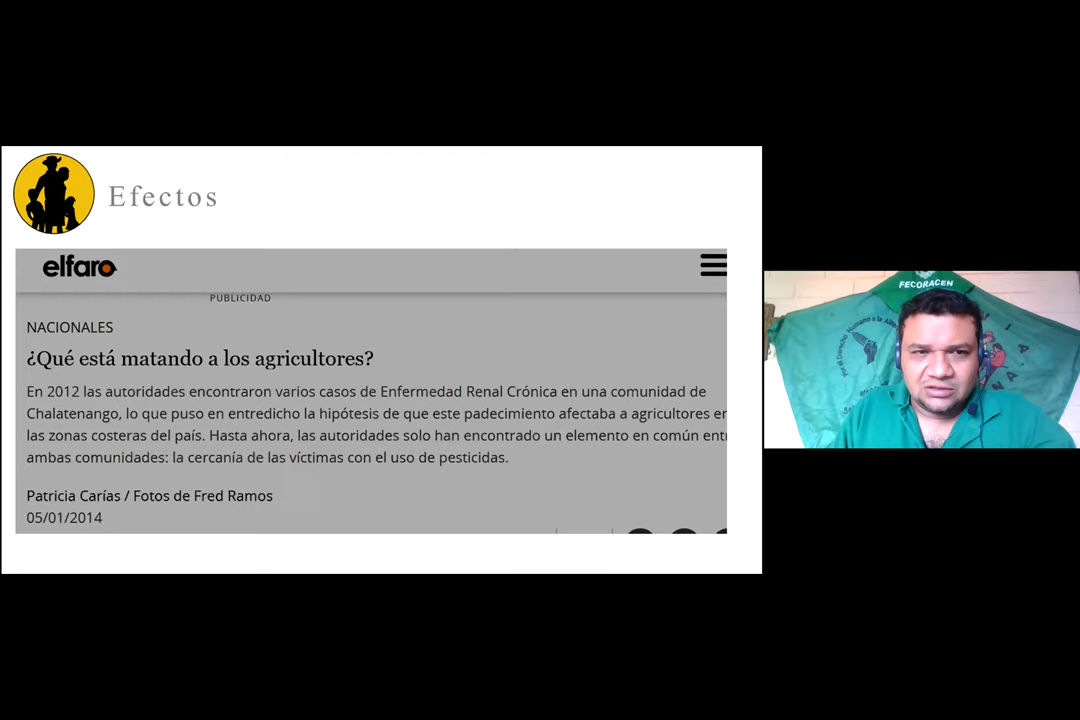 Efectos
elfaro
PUBLICIDAD
NACIONALES
¿Qué está matando a los agricultores?
En 2012 las autoridades encontraron varios casos de Enfermedad Renal Crónica en una comunidad de
Chalatenango, lo que puso en entredicho la hipótesis de que este padecimiento afectaba a agricultores en
las zonas costeras del país. Hasta ahora, las autoridades solo han encontrado un elemento en común
ambas comunidades: la cercanía de las víctimas con el uso de pesticidas.
Patricia Carías / Fotos de Fred Ramos
05/01/2014
FECORACEN